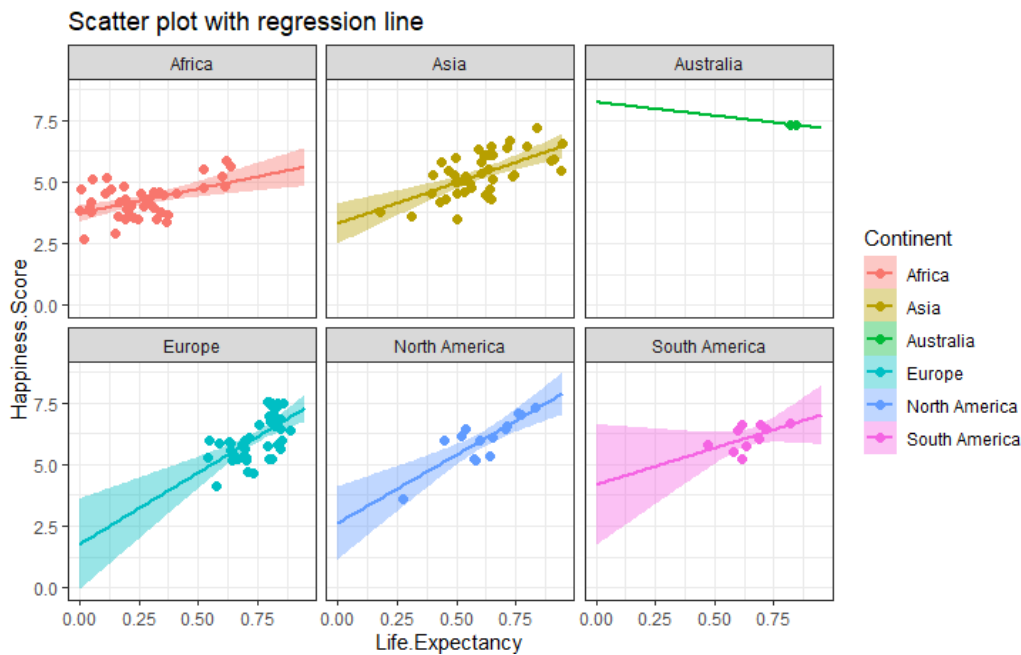 Scatter plot with regression line
Africa
Asia
Australia
7.5
5.0
2.5
0.0
Happiness.Score
Europe
North America
South America
7.5
5.0
2.5
0.0
0.00 0.25 0.50 0.75
0.00 0.25 0.50 0.75
0.00 0.25 0.50 0.75
Life.Expectancy
Continent
Africa
Asia
Australia
Europe
North America
South America